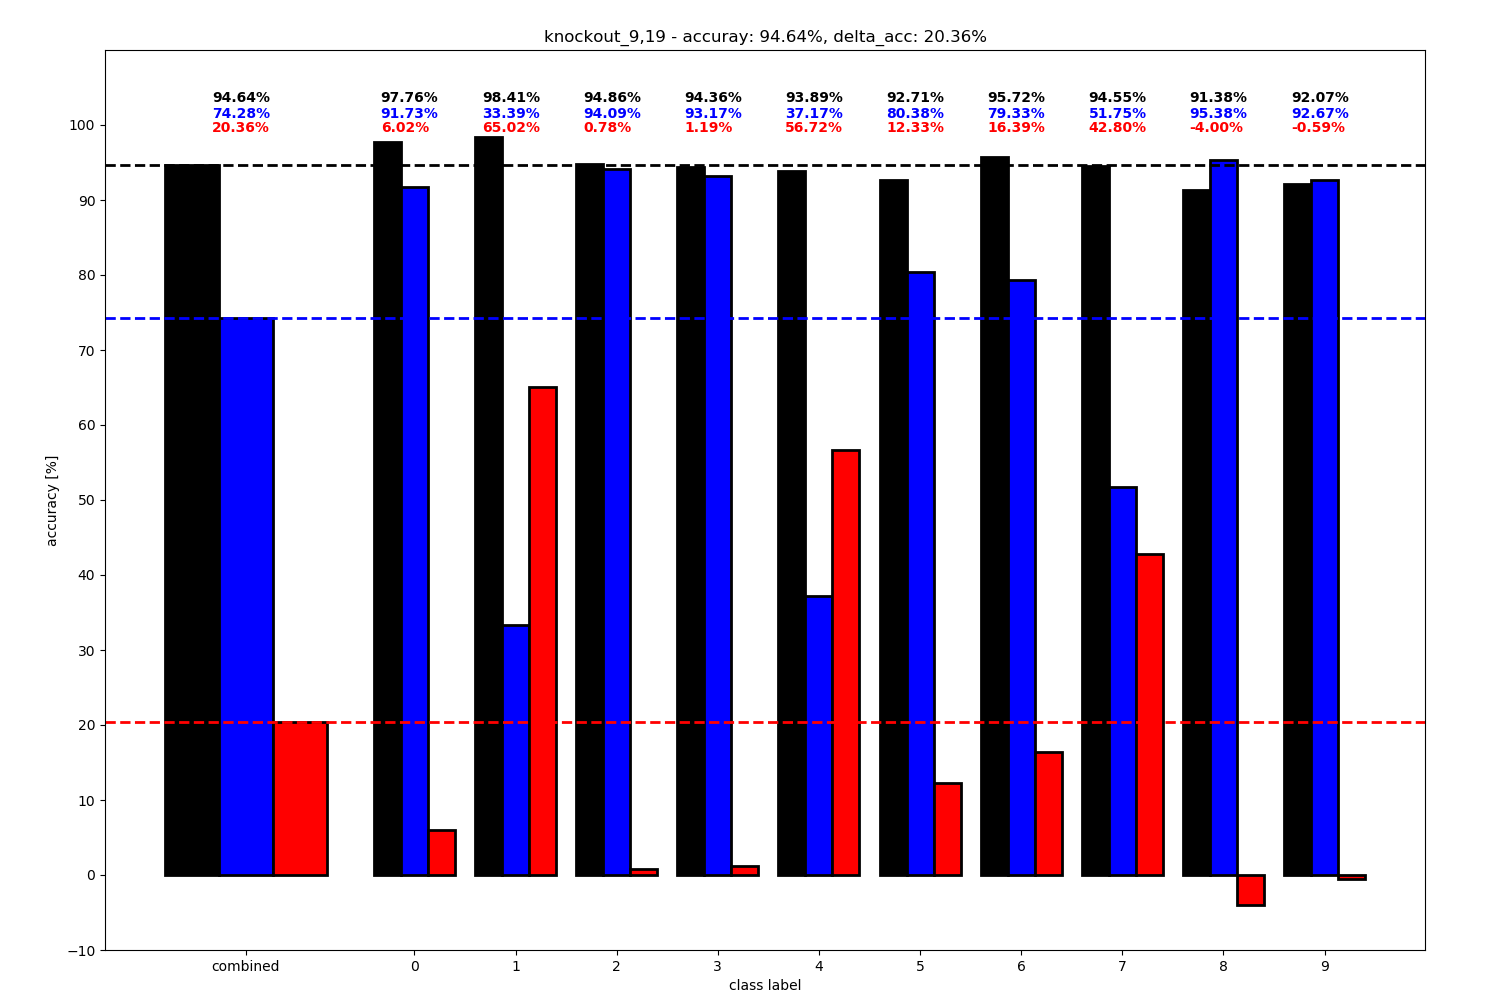 knockout_9,19 - accuray: 94.64%, delta_acc: 20.36%
94.64% 97.76% 98.41% 94.86% 94.36% 93.89% 92.71% 95.72% 94.55% 91.38% 92.07%
74.28% 91.73% 33.39% 94.09% 93.17% 37.17% 80.38% 79.33% 51.75% 95.38% 92.67%
20.36% 6.02% 65.02% 0.78% 1.19% 56.72% 12.33% 16.39% 42.80% -4.00% -0.59%
100
90
80
70
60
50
40
30
20
10
0
−10
accuracy [%]
combined 0 1 2 3 4 5 6 7 8 9
class label